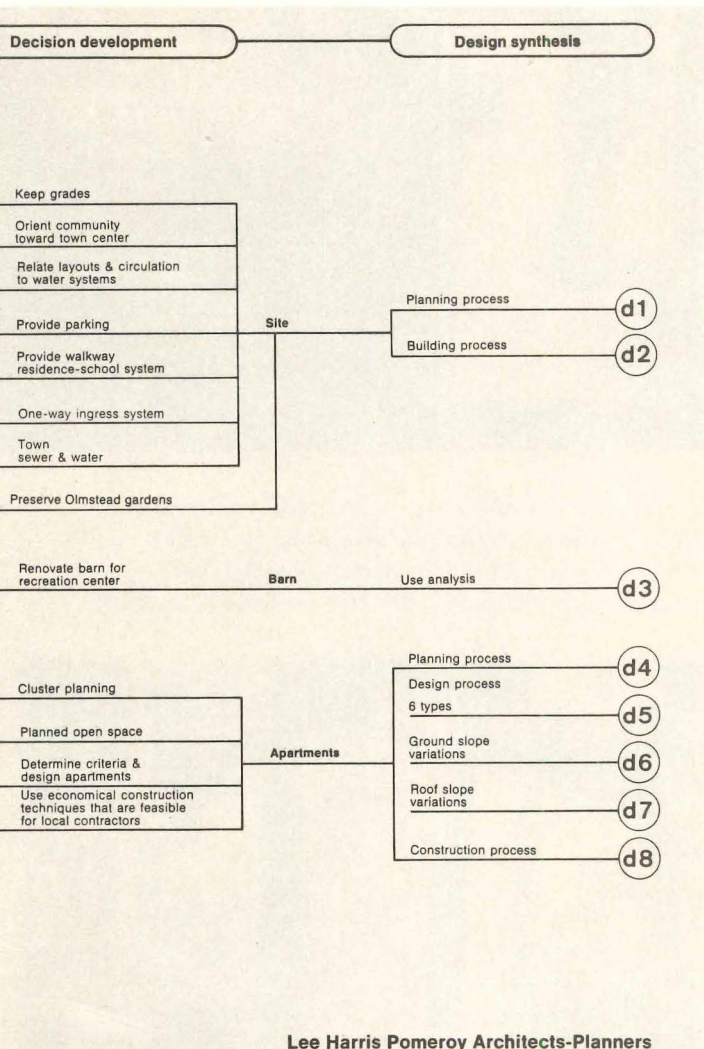 Decision development
Design synthesis
Keep grades
Orient community
toward town center
Relate layouts & circulation
to water systems
Provide parking
Provide walkway
residence-school system
One-way ingress system
Town
sewer & water
Preserve Olmstead gardens
Site
Planning process
d1
Building process
d2
Renovate barn for
recreation center
Barn
Use analysis
d3
Cluster planning
Planned open space
Determine criteria &
design apartments
Use economical construction
techniques that are feasible
for local contractors
Apartments
Planning process
d4
Design process
6 types
d5
Ground slope
variations
d6
Roof slope
variations
d7
Construction process
d8
Lee Harris Pomeroy Architects-Planners